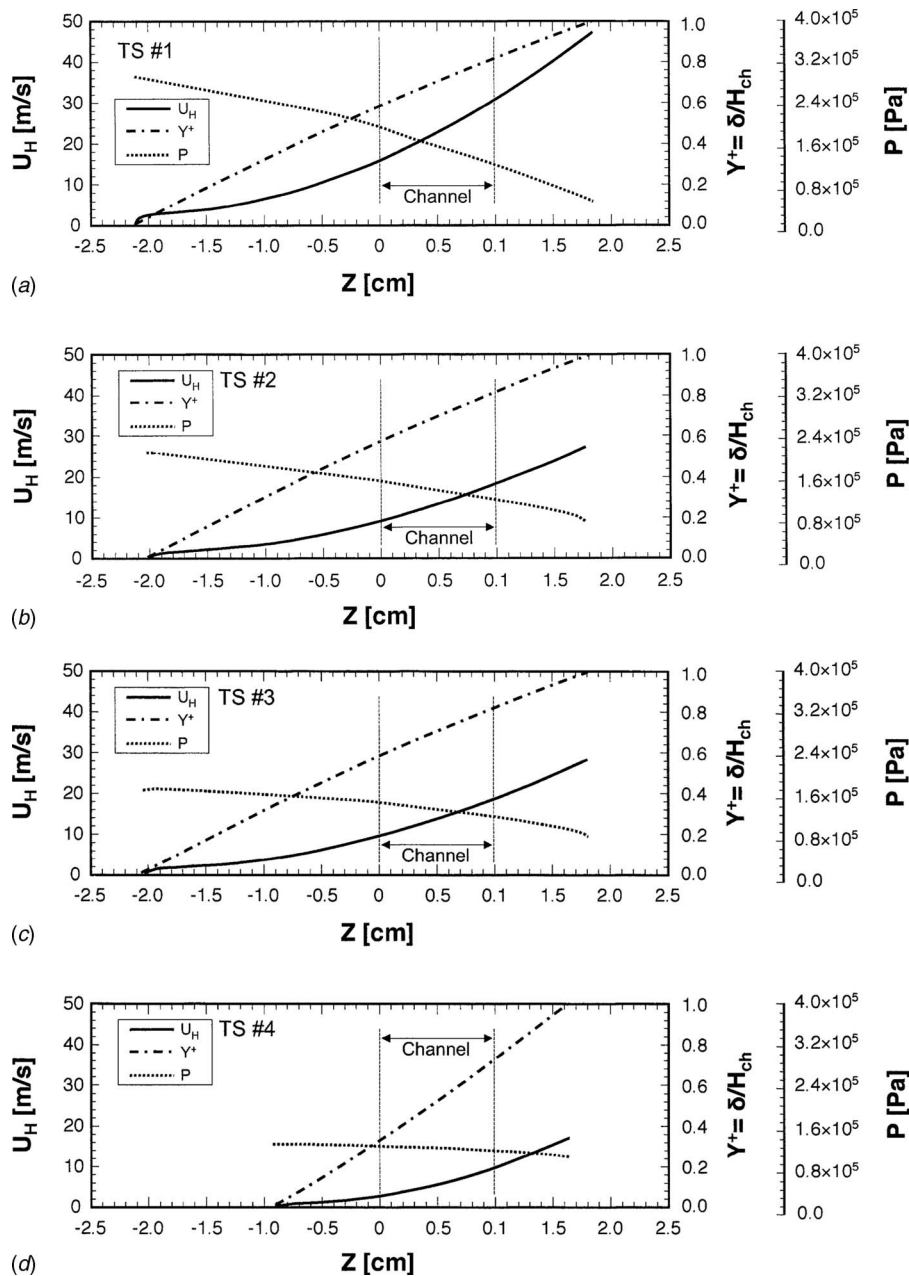 TS #1
U_H [m/s]
50
40
30
20
10
0
U_H
Y⁺
P
Channel
-2.5 -2.0 -1.5 -1.0 -0.5 0 0.5 0.1 1.5 2.0 2.5
Z [cm]
1.0
0.8
0.6
0.4
0.2
0.0
Y⁺= δ/H_ch
4.0×10⁵
3.2×10⁵
2.4×10⁵
1.6×10⁵
0.8×10⁵
0.0
P [Pa]
(a)
TS #2
U_H [m/s]
50
40
30
20
10
0
U_H
Y⁺
P
Channel
-2.5 -2.0 -1.5 -1.0 -0.5 0 0.5 0.1 1.5 2.0 2.5
Z [cm]
1.0
0.8
0.6
0.4
0.2
0.0
Y⁺= δ/H_ch
4.0×10⁵
3.2×10⁵
2.4×10⁵
1.6×10⁵
0.8×10⁵
0.0
P [Pa]
(b)
TS #3
U_H [m/s]
50
40
30
20
10
0
U_H
Y⁺
P
Channel
-2.5 -2.0 -1.5 -1.0 -0.5 0 0.5 0.1 1.5 2.0 2.5
Z [cm]
1.0
0.8
0.6
0.4
0.2
0.0
Y⁺= δ/H_ch
4.0×10⁵
3.2×10⁵
2.4×10⁵
1.6×10⁵
0.8×10⁵
0.0
P [Pa]
(c)
TS #4
U_H [m/s]
50
40
30
20
10
0
U_H
Y⁺
P
Channel
-2.5 -2.0 -1.5 -1.0 -0.5 0 0.5 0.1 1.5 2.0 2.5
Z [cm]
1.0
0.8
0.6
0.4
0.2
0.0
Y⁺= δ/H_ch
4.0×10⁵
3.2×10⁵
2.4×10⁵
1.6×10⁵
0.8×10⁵
0.0
P [Pa]
(d)